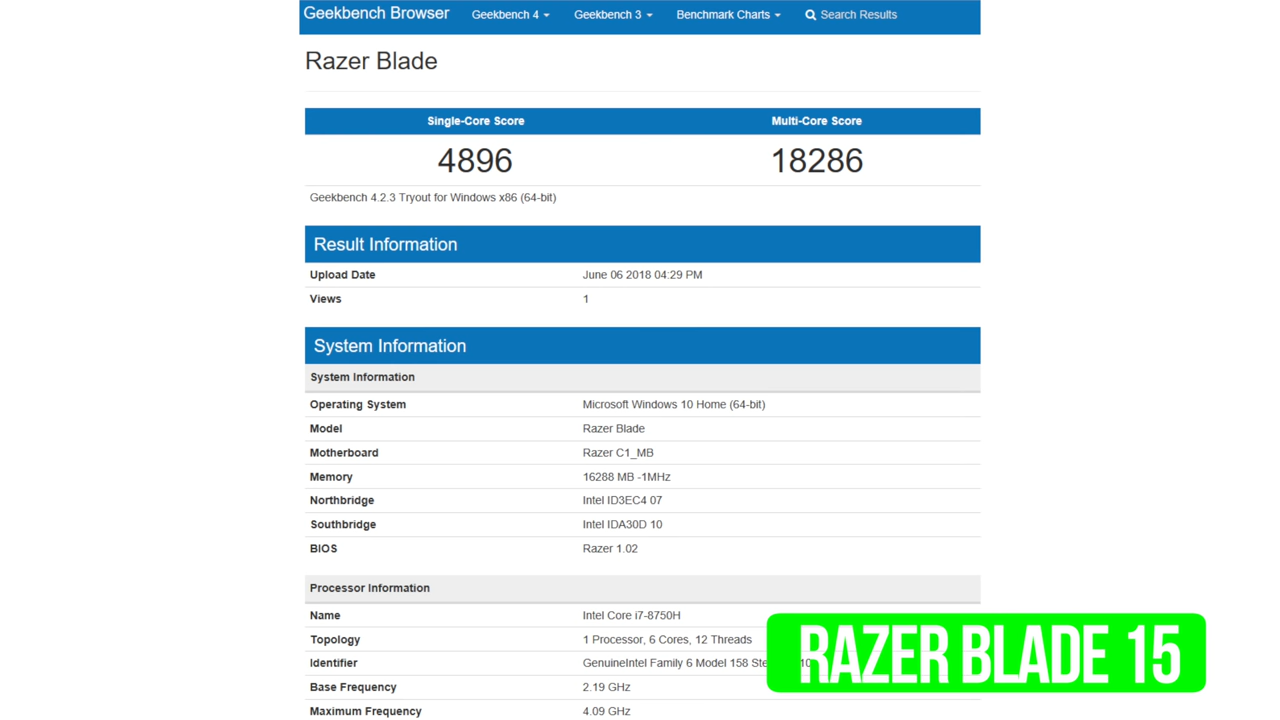 Geekbench Browser Geekbench 4 Geekbench 3 Benchmark Charts Search Results
Razer Blade
Single-Core Score Multi-Core Score
4896 18286
Geekbench 4.2.3 Tryout for Windows x86 (64-bit)
Result Information
Upload Date June 06 2018 04:29 PM
Views 1
System Information
System Information
Operating System Microsoft Windows 10 Home (64-bit)
Model Razer Blade
Motherboard Razer C1_MB
Memory 16288 MB -1MHz
Northbridge Intel ID3EC4 07
Southbridge Intel IDA30D 10
BIOS Razer 1.02
Processor Information
Name Intel Core i7-8750H
Topology 1 Processor, 6 Cores, 12 Threads
Identifier GenuineIntel Family 6 Model 158 10
Base Frequency 2.19 GHz
Maximum Frequency 4.09 GHz
RAZER BLADE 15